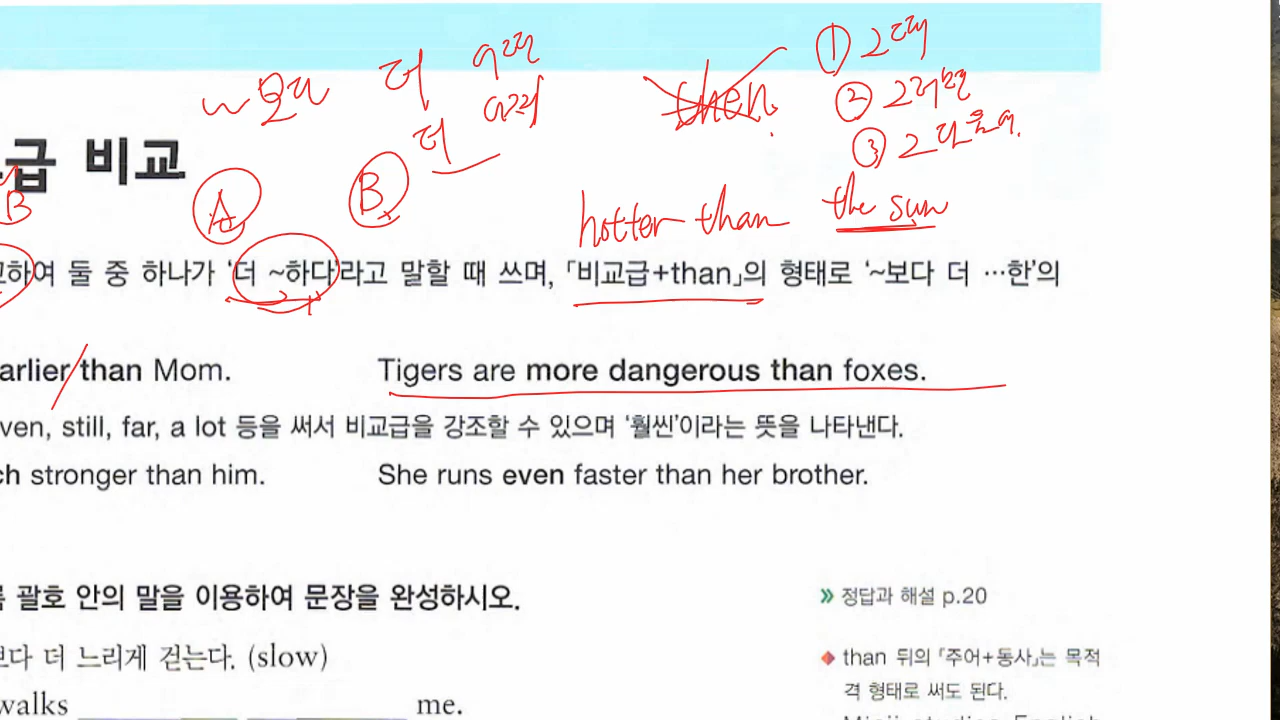 ① 그때
~보다 더
② 그러면
더
then
③ 그 다음에
급 비교
B
A
B
hotter than the sun
하여 둘 중 하나가 '더 ~하다'라고 말할 때 쓰며, 「비교급+than」의 형태로 '~보다 더 …한'의
arlier than Mom.
Tigers are more dangerous than foxes.
ven, still, far, a lot 등을 써서 비교급을 강조할 수 있으며 '훨씬'이라는 뜻을 나타낸다.
ch stronger than him.
She runs even faster than her brother.
괄호 안의 말을 이용하여 문장을 완성하시오.
» 정답과 해설 p.20
보다 더 느리게 걷는다. (slow)
walks ____ ____ me.
◆ than 뒤의 「주어+동사」는 목적
격 형태로 써도 된다.